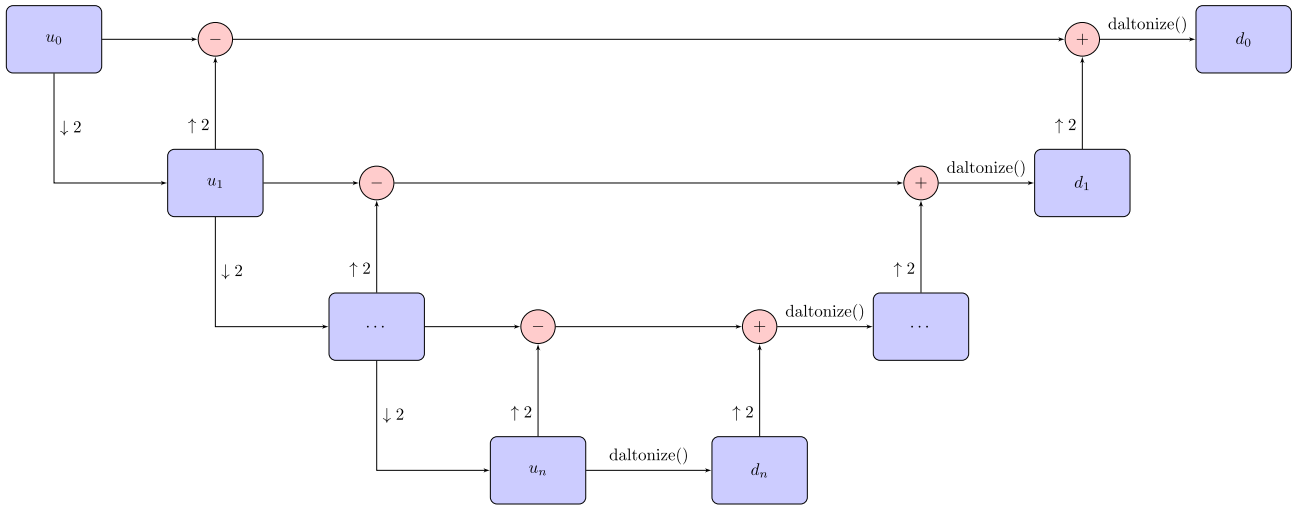 u₀ − + daltonize() d₀
↓ 2 ↑ 2 ↑ 2
u₁ − + daltonize() d₁
↓ 2 ↑ 2 ↑ 2
⋯ − + daltonize() ⋯
↓ 2 ↑ 2 ↑ 2
uₙ daltonize() dₙ